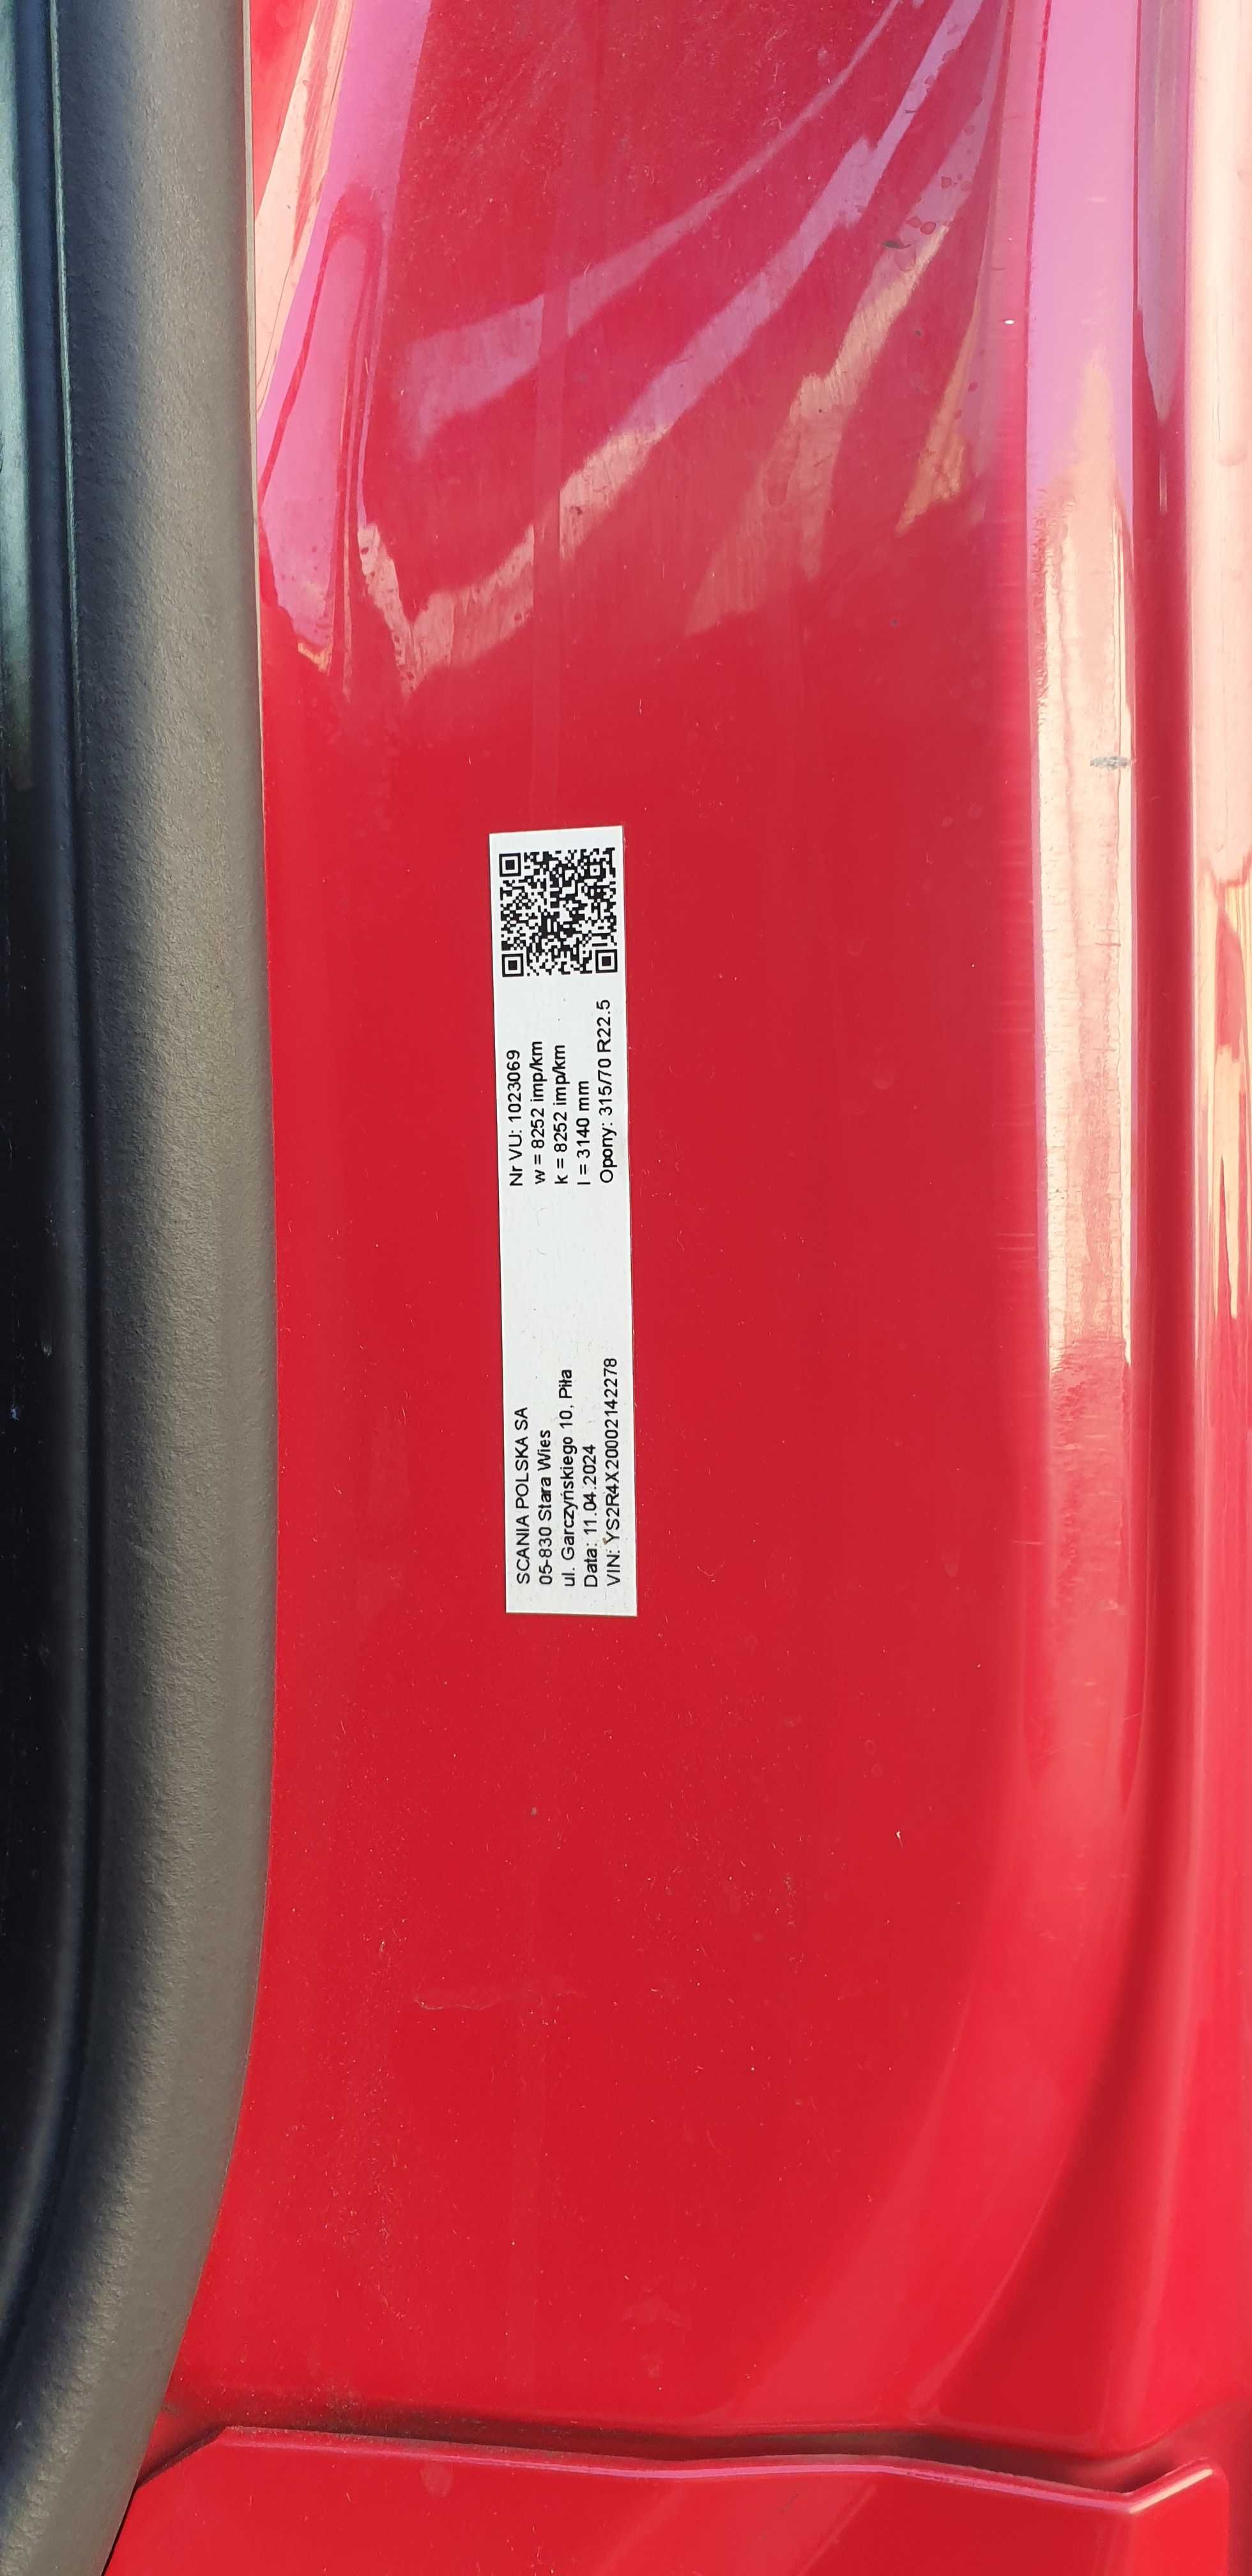 SCANIA POLSKA SA
05-830 Stara Wies
ul. Garczyńskiego 10, Piła
Data: 11.04.2024
VIN: YS2R4X20002142278
Nr VU: 1023069
w = 8252 imp/km
k = 8252 imp/km
l = 3140 mm
Opony: 315/70 R22.5